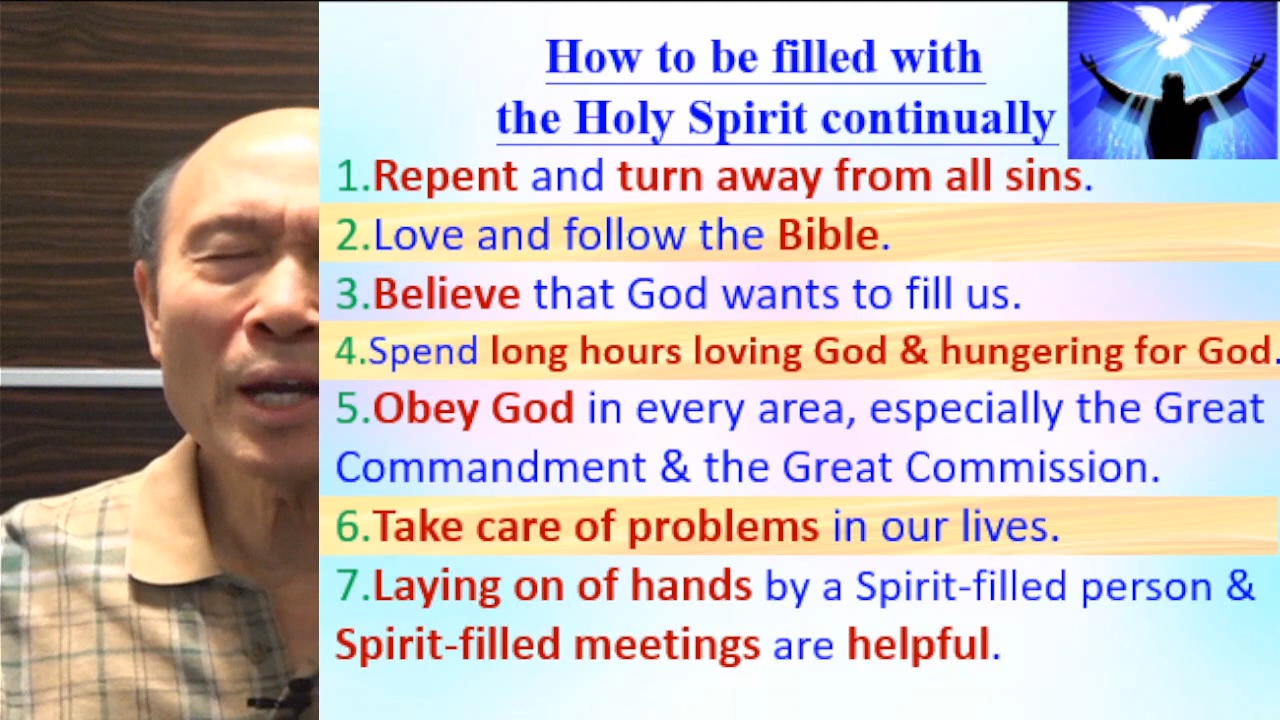 How to be filled with
the Holy Spirit continually
1.Repent and turn away from all sins.
2.Love and follow the Bible.
3.Believe that God wants to fill us.
4.Spend long hours loving God & hungering for God.
5.Obey God in every area, especially the Great
Commandment & the Great Commission.
6.Take care of problems in our lives.
7.Laying on of hands by a Spirit-filled person &
Spirit-filled meetings are helpful.